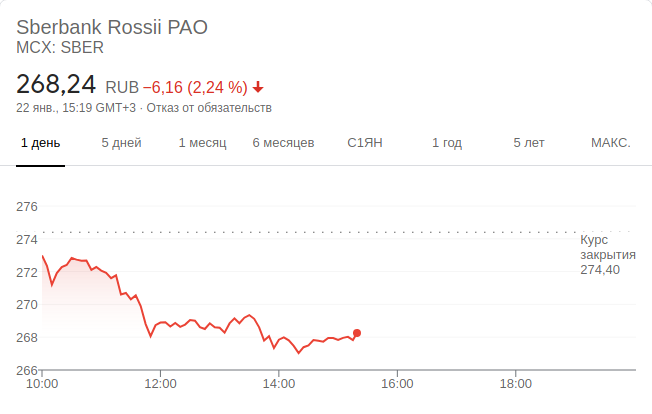 Sberbank Rossii PAO
MCX: SBER
268,24 RUB −6,16 (2,24 %)
22 янв., 15:19 GMT+3 · Отказ от обязательств
1 день 5 дней 1 месяц 6 месяцев С1ЯН 1 год 5 лет МАКС.
276
274
272
270
268
266
Курс
закрытия
274,40
10:00 12:00 14:00 16:00 18:00